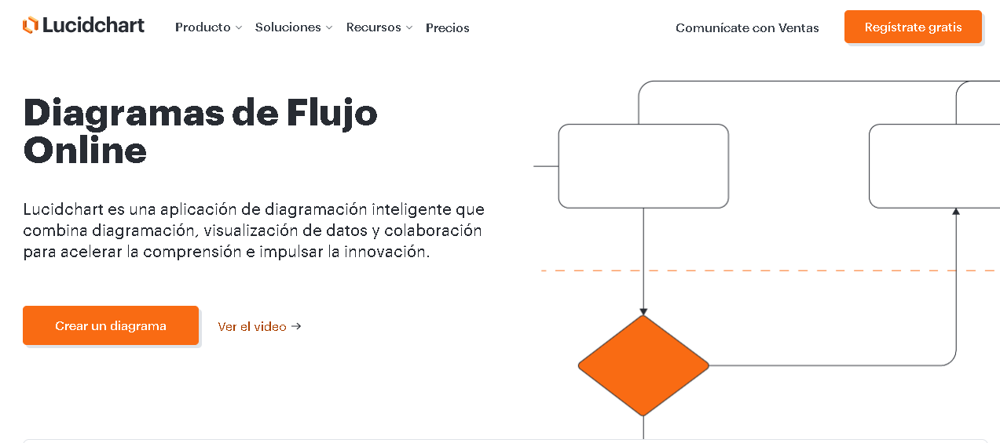 Lucidchart
Producto
Soluciones
Recursos
Precios
Comunícate con Ventas
Regístrate gratis
Diagramas de Flujo
Online
Lucidchart es una aplicación de diagramación inteligente que
combina diagramación, visualización de datos y colaboración
para acelerar la comprensión e impulsar la innovación.
Crear un diagrama
Ver el video →